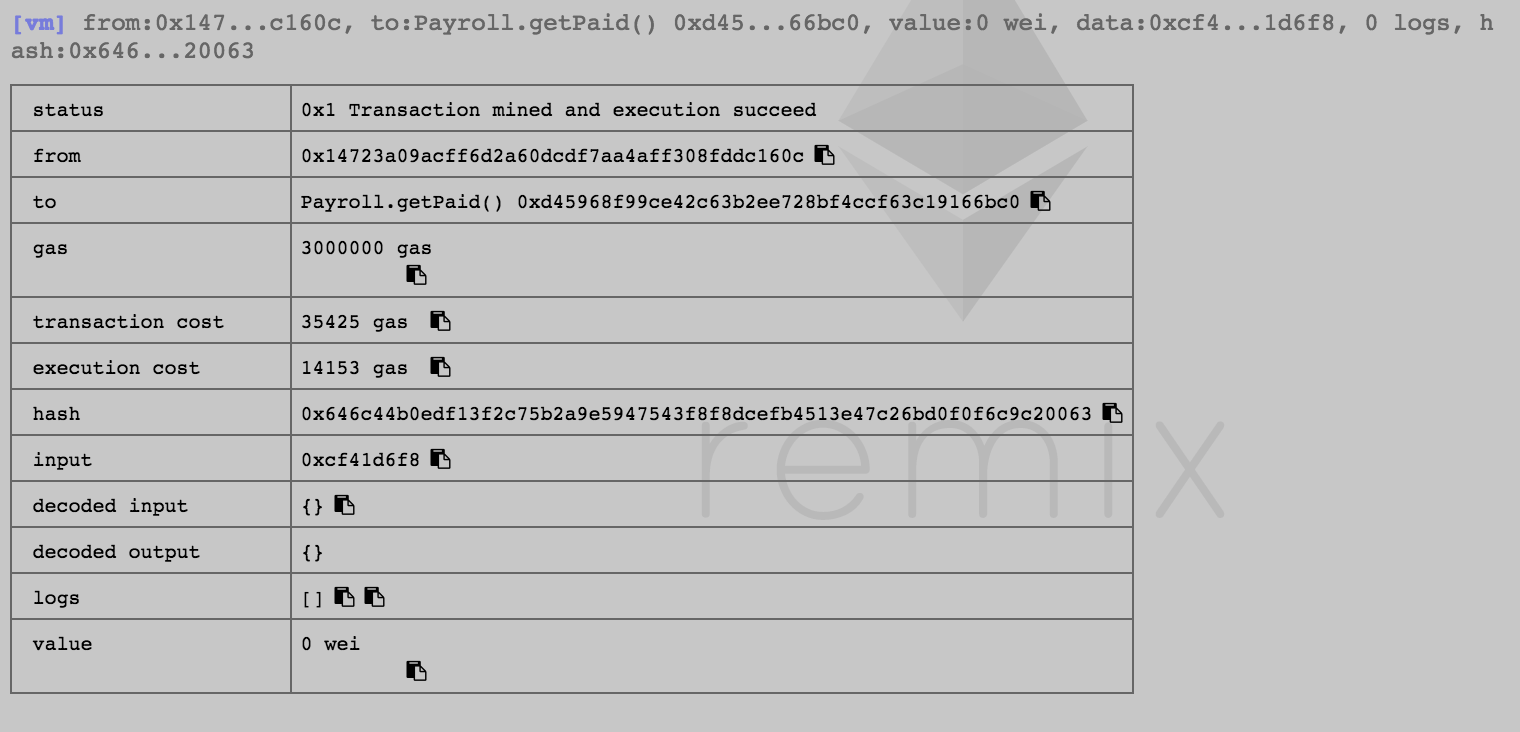 [vm] from:0x147...c160c, to:Payroll.getPaid() 0xd45...66bc0, value:0 wei, data:0xcf4...1d6f8, 0 logs, h
ash:0x646...20063
status 0x1 Transaction mined and execution succeed
from 0x14723a09acff6d2a60dcdf7aa4aff308fddc160c
to Payroll.getPaid() 0xd45968f99ce42c63b2ee728bf4ccf63c19166bc0
gas 3000000 gas
transaction cost 35425 gas
execution cost 14153 gas
hash 0x646c44b0edf13f2c75b2a9e5947543f8f8dcefb4513e47c26bd0f0f6c9c20063
input 0xcf41d6f8
decoded input {}
decoded output {}
logs []
value 0 wei
remix